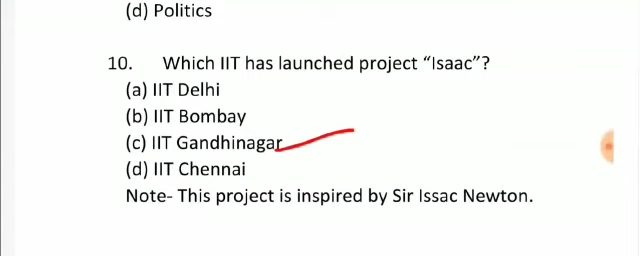 (d) Politics
10. Which IIT has launched project “Isaac”?
(a) IIT Delhi
(b) IIT Bombay
(c) IIT Gandhinagar
(d) IIT Chennai
Note- This project is inspired by Sir Issac Newton.